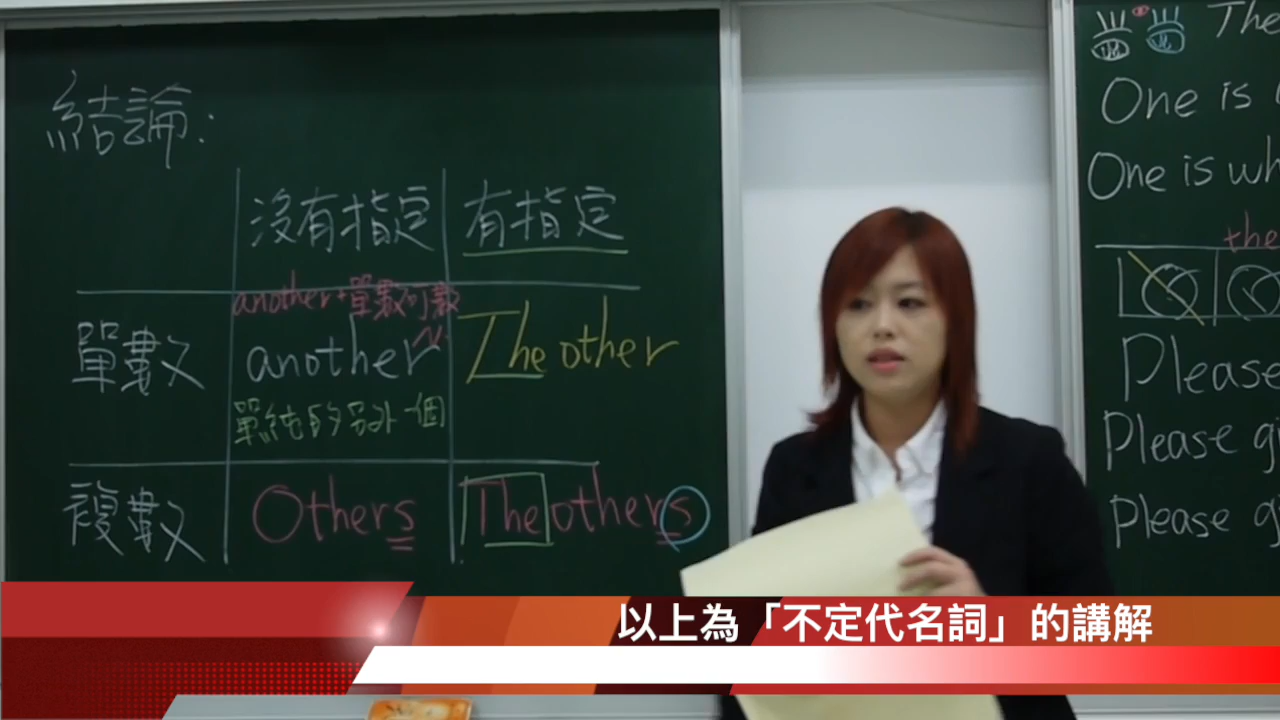 結論:
沒有指定 有指定
another+單數可數N
單數 another The other
單純的另外一個
複數 Others The others
The
One is
One is wh
the
Please
Please gi
Please g
以上為「不定代名詞」的講解